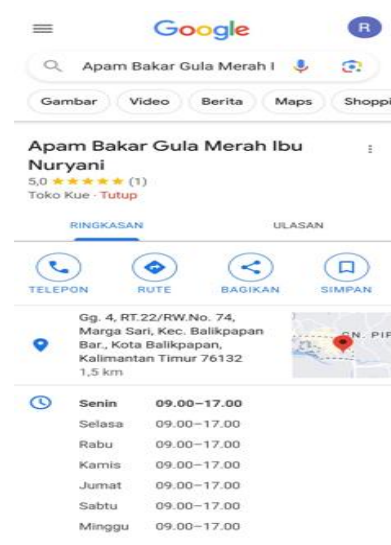 Google
R
Apam Bakar Gula Merah I
Gambar
Video
Berita
Maps
Shoppi
Apam Bakar Gula Merah Ibu
Nuryani
5,0 ★★★★★ (1)
Toko Kue · Tutup
RINGKASAN
ULASAN
TELEPON
RUTE
BAGIKAN
SIMPAN
Gg. 4, RT.22/RW.No. 74,
Marga Sari, Kec. Balikpapan
Bar., Kota Balikpapan,
Kalimantan Timur 76132
1,5 km
GN. PIP
Senin 09.00–17.00
Selasa 09.00–17.00
Rabu 09.00–17.00
Kamis 09.00–17.00
Jumat 09.00–17.00
Sabtu 09.00–17.00
Minggu 09.00–17.00